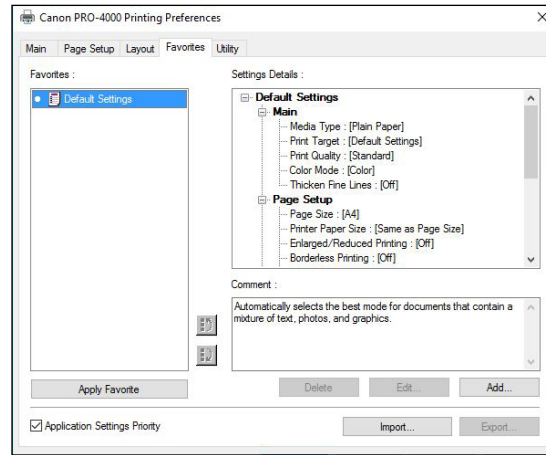 Canon PRO-4000 Printing Preferences
Main Page Setup Layout Favorites Utility
Favorites :
Default Settings
Settings Details :
Default Settings
Main
Media Type : [Plain Paper]
Print Target : [Default Settings]
Print Quality : [Standard]
Color Mode : [Color]
Thicken Fine Lines : [Off]
Page Setup
Page Size : [A4]
Printer Paper Size : [Same as Page Size]
Enlarged/Reduced Printing : [Off]
Borderless Printing : [Off]
Comment :
Automatically selects the best mode for documents that contain a
mixture of text, photos, and graphics.
Apply Favorite
Delete Edit... Add...
Application Settings Priority
Import... Export...